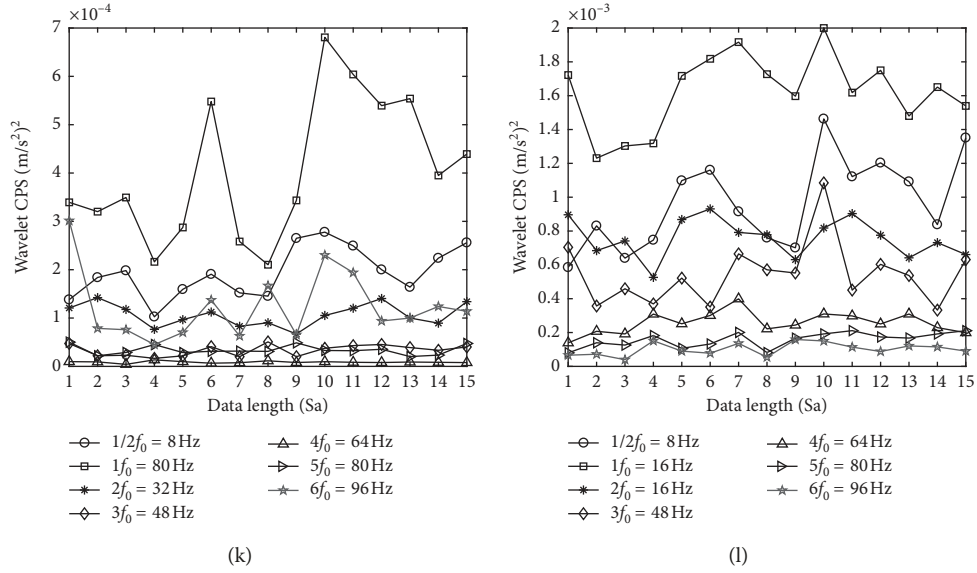 ×10⁻⁴
7
6
5
4
3
2
1
0
Wavelet CPS (m/s²)²
1 2 3 4 5 6 7 8 9 10 11 12 13 14 15
Data length (Sa)
1/2f₀ = 8 Hz
1f₀ = 80 Hz
2f₀ = 32 Hz
3f₀ = 48 Hz
4f₀ = 64 Hz
5f₀ = 80 Hz
6f₀ = 96 Hz
(k)
×10⁻³
2
1.8
1.6
1.4
1.2
1
0.8
0.6
0.4
0.2
0
Wavelet CPS (m/s²)²
1 2 3 4 5 6 7 8 9 10 11 12 13 14 15
Data length (Sa)
1/2f₀ = 8 Hz
1f₀ = 16 Hz
2f₀ = 16 Hz
3f₀ = 48 Hz
4f₀ = 64 Hz
5f₀ = 80 Hz
6f₀ = 96 Hz
(l)